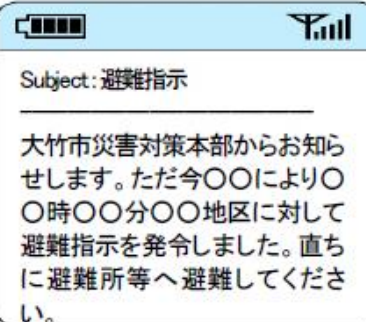 Subject:避難指示
大竹市災害対策本部からお知ら
せします。ただ今〇〇により〇
〇時〇〇分〇〇地区に対して
避難指示を発令しました。直ち
に避難所等へ避難してくださ
い。